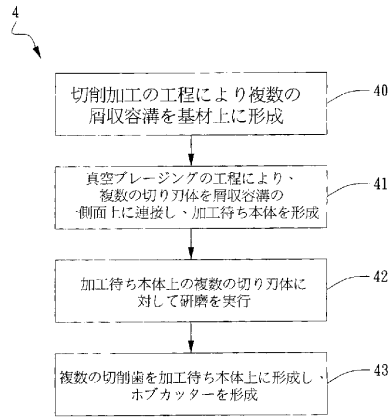 4
切削加工の工程により複数の
屑収容溝を基材上に形成
40
真空ブレージングの工程により、
複数の切り刃体を屑収容溝の
一側面上に連接し、加工待ち本体を形成
41
加工待ち本体上の複数の切り刃体に
対して研磨を実行
42
複数の切削歯を加工待ち本体上に形成し、
ホブカッターを形成
43